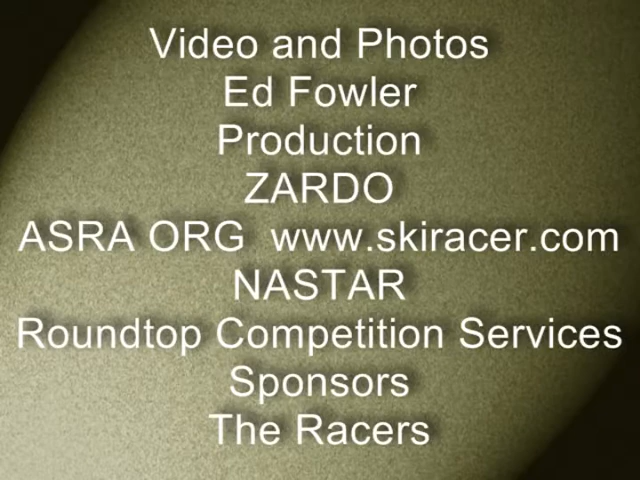 Video and Photos
Ed Fowler
Production
ZARDO
ASRA ORG  www.skiracer.com
NASTAR
Roundtop Competition Services
Sponsors
The Racers